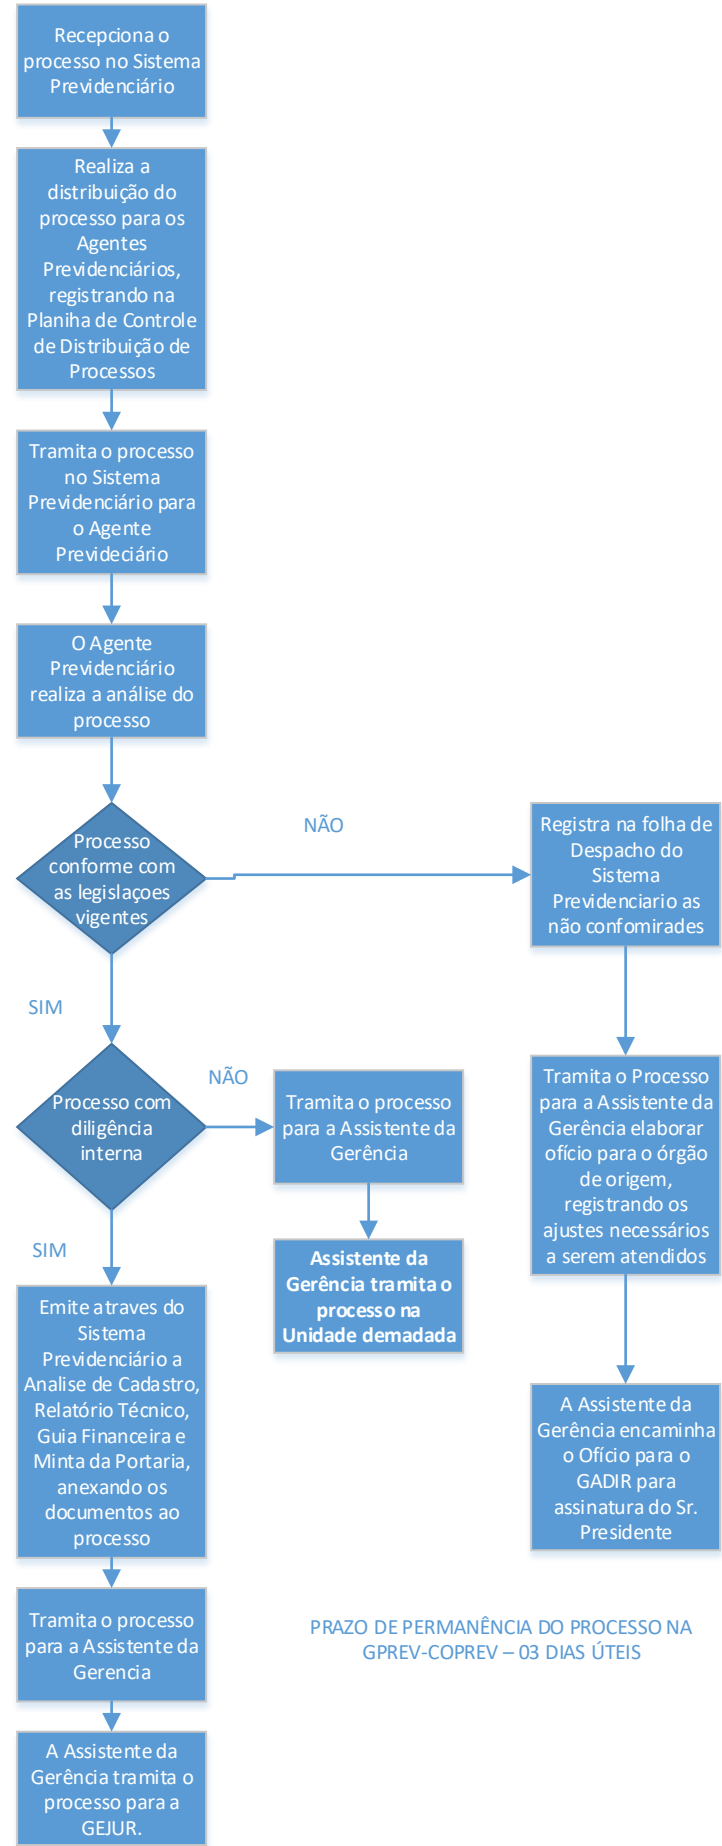 Recepciona o
processo no Sistema
Previdenciário
Realiza a
distribuição do
processo para os
Agentes
Previdenciários,
registrando na
Planiha de Controle
de Distribuição de
Processos
Tramita o processo
no Sistema
Previdenciário para
o Agente
Prevideciário
O Agente
Previdenciário
realiza a análise do
processo
Processo
conforme com
as legislaçoes
vigentes
NÃO
Registra na folha de
Despacho do
Sistema
Previdenciario as
não confomirades
SIM
Processo com
diligência
interna
NÃO
Tramita o processo
para a Assistente da
Gerência
Assistente da
Gerência tramita o
processo na
Unidade demadada
Tramita o Processo
para a Assistente da
Gerência elaborar
ofício para o órgão
de origem,
registrando os
ajustes necessários
a serem atendidos
SIM
Emite atraves do
Sistema
Previdenciário a
Analise de Cadastro,
Relatório Técnico,
Guia Financeira e
Minta da Portaria,
anexando os
documentos ao
processo
A Assistente da
Gerência encaminha
o Ofício para o
GADIR para
assinatura do Sr.
Presidente
Tramita o processo
para a Assistente da
Gerencia
PRAZO DE PERMANÊNCIA DO PROCESSO NA
GPREV-COPREV – 03 DIAS ÚTEIS
A Assistente da
Gerência tramita o
processo para a
GEJUR.